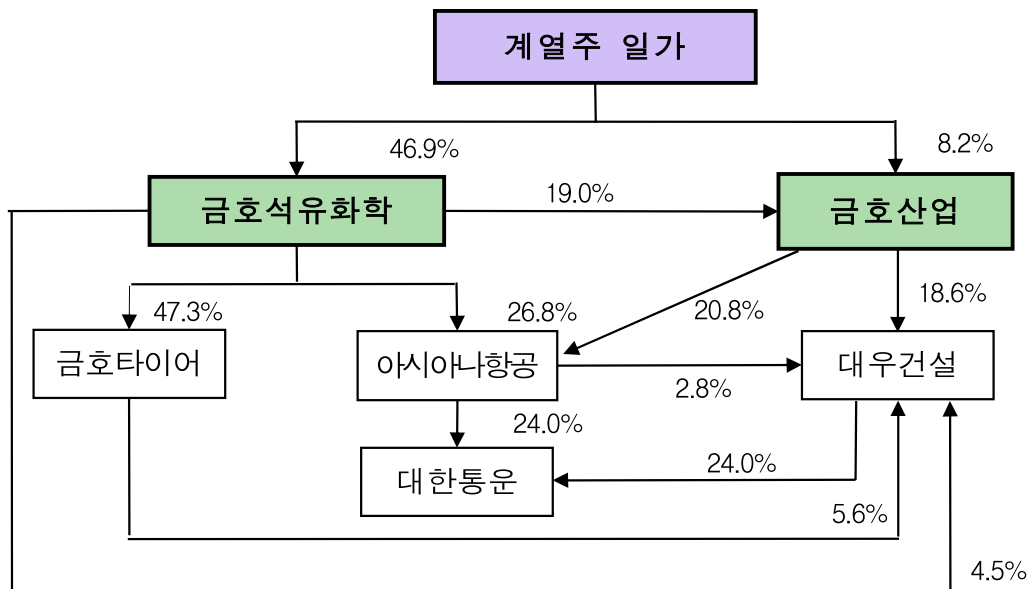 계열주 일가
46.9%
8.2%
금호석유화학
19.0%
금호산업
47.3%
26.8%
20.8%
18.6%
금호타이어
아시아나항공
2.8%
대우건설
24.0%
대한통운
24.0%
5.6%
4.5%